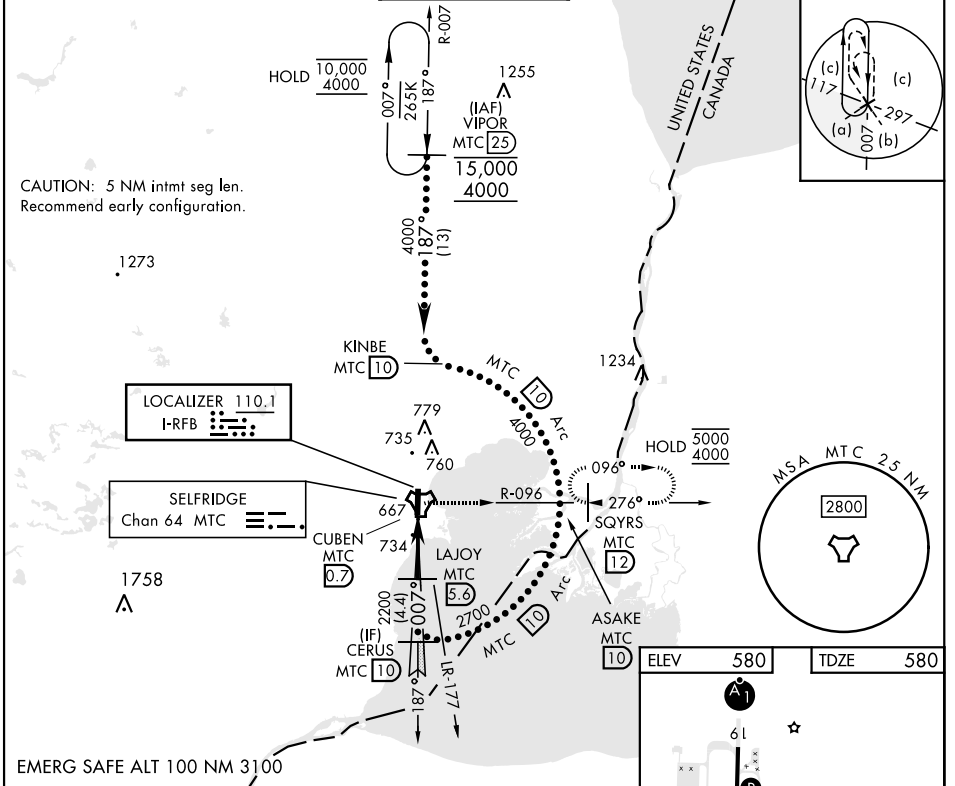 R-007
HOLD 10,000
4000
007°
265K
187°
1255
(IAF)
VIPOR
MTC 25
15,000
4000
UNITED STATES
CANADA
(c)
(c)
117
297
(a)
007
(b)
CAUTION: 5 NM intmt seg len.
Recommend early configuration.
4000
187°
(13)
1273
KINBE
MTC 10
MTC 10 Arc
4000
1234
LOCALIZER 110.1
I-RFB
779
735
760
HOLD 5000
4000
096°
R-096
276°
SQYRS
MTC
12
SELFRIDGE
Chan 64 MTC
667
CUBEN
MTC
0.7
734
LAJOY
MTC
5.6
MSA MTC 25 NM
2800
1758
2200
(4.4)
007°
2700
MTC 10 Arc
ASAKE
MTC
10
(IF)
CERUS
MTC 10
187°
LR-177
ELEV 580
TDZE 580
A1
19
EMERG SAFE ALT 100 NM 3100